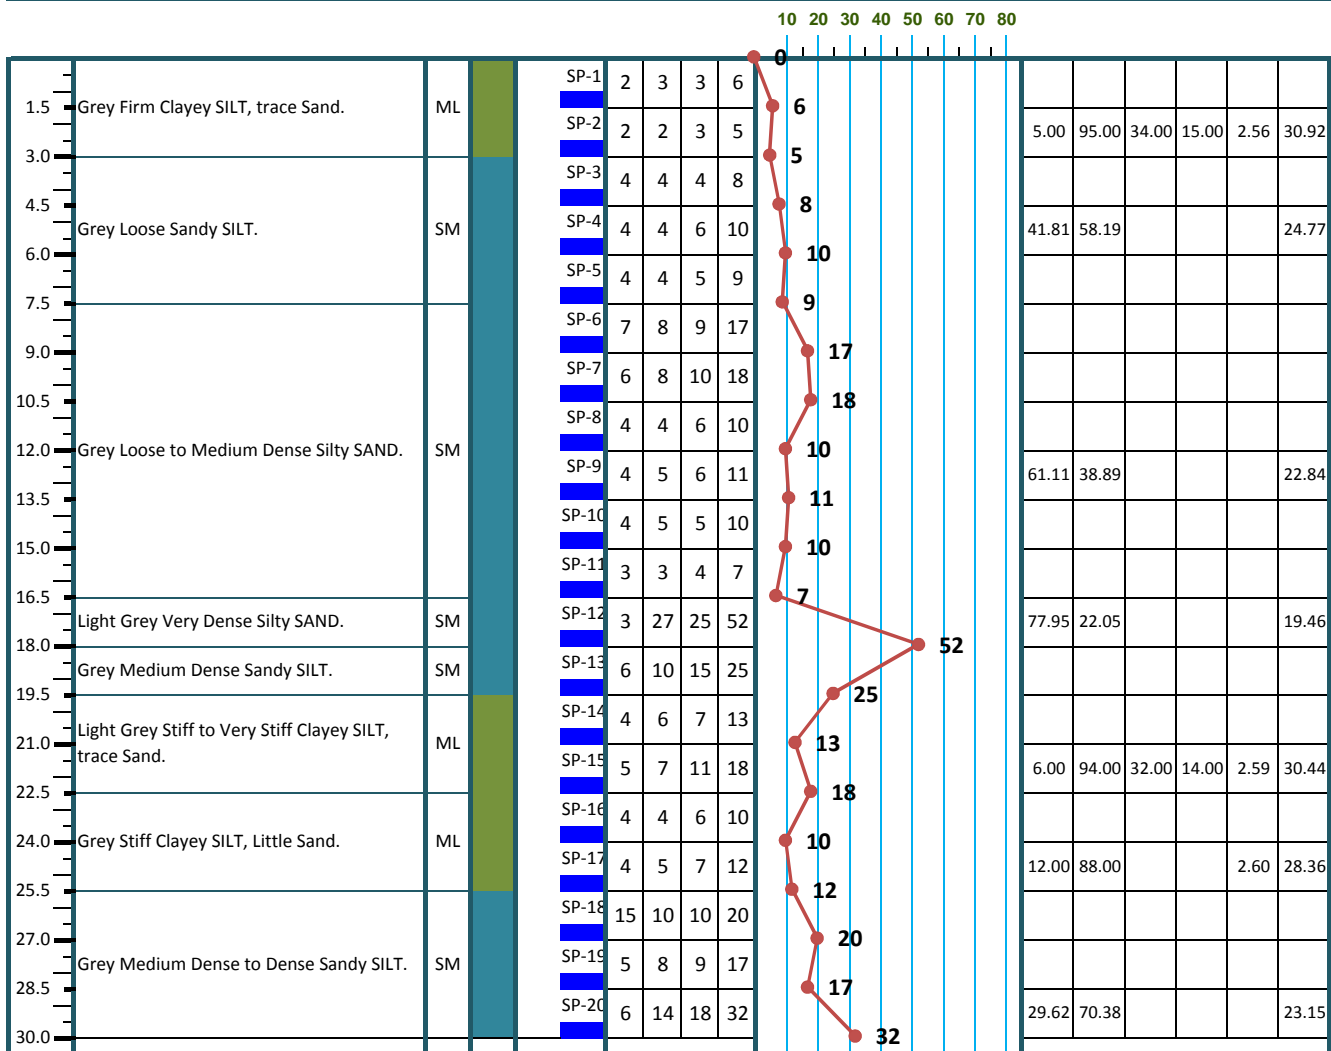 10 20 30 40 50 60 70 80
0
SP-1 2 3 3 6
1.5 Grey Firm Clayey SILT, trace Sand. ML 6
SP-2 2 2 3 5 5.00 95.00 34.00 15.00 2.56 30.92
3.0 5
SP-3 4 4 4 8
4.5 8
Grey Loose Sandy SILT. SM SP-4 4 4 6 10 41.81 58.19 24.77
6.0 10
SP-5 4 4 5 9
7.5 9
SP-6 7 8 9 17
9.0 17
SP-7 6 8 10 18
10.5 18
SP-8 4 4 6 10
12.0 Grey Loose to Medium Dense Silty SAND. SM 10
SP-9 4 5 6 11 61.11 38.89 22.84
13.5 11
SP-10 4 5 5 10
15.0 10
SP-11 3 3 4 7
16.5 7
Light Grey Very Dense Silty SAND. SM SP-12 3 27 25 52 77.95 22.05 19.46
18.0 52
Grey Medium Dense Sandy SILT. SM SP-13 6 10 15 25
19.5 25
SP-14 4 6 7 13
Light Grey Stiff to Very Stiff Clayey SILT,
21.0 ML 13
trace Sand.
SP-15 5 7 11 18 6.00 94.00 32.00 14.00 2.59 30.44
22.5 18
SP-16 4 4 6 10
24.0 Grey Stiff Clayey SILT, Little Sand. ML 10
SP-17 4 5 7 12 12.00 88.00 2.60 28.36
25.5 12
SP-18 15 10 10 20
27.0 20
Grey Medium Dense to Dense Sandy SILT. SM SP-19 5 8 9 17
28.5 17
SP-20 6 14 18 32 29.62 70.38 23.15
30.0 32